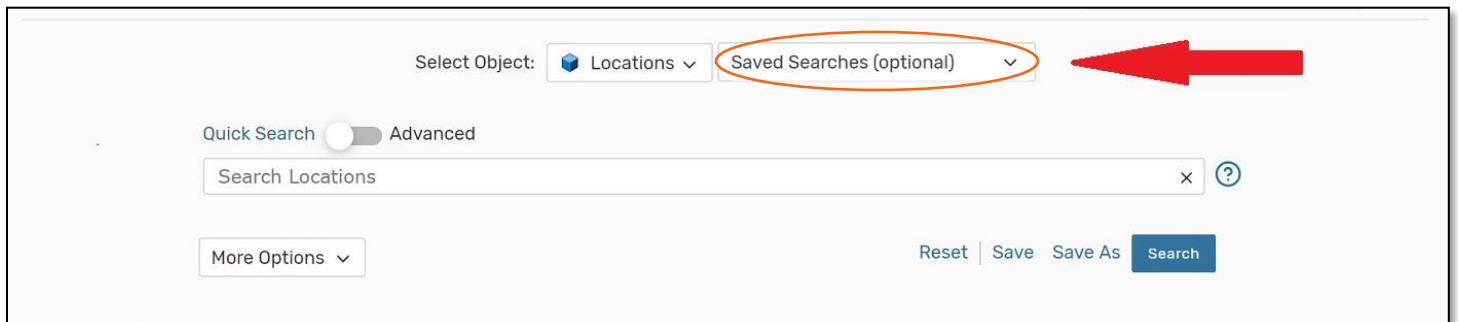 Select Object: Locations Saved Searches (optional)
Quick Search Advanced
Search Locations
More Options Reset Save Save As Search